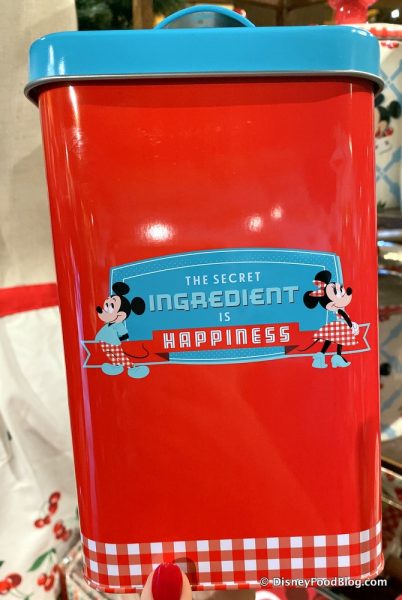 THE SECRET
INGREDIENT
IS
HAPPINESS
©DisneyFoodBlog.com